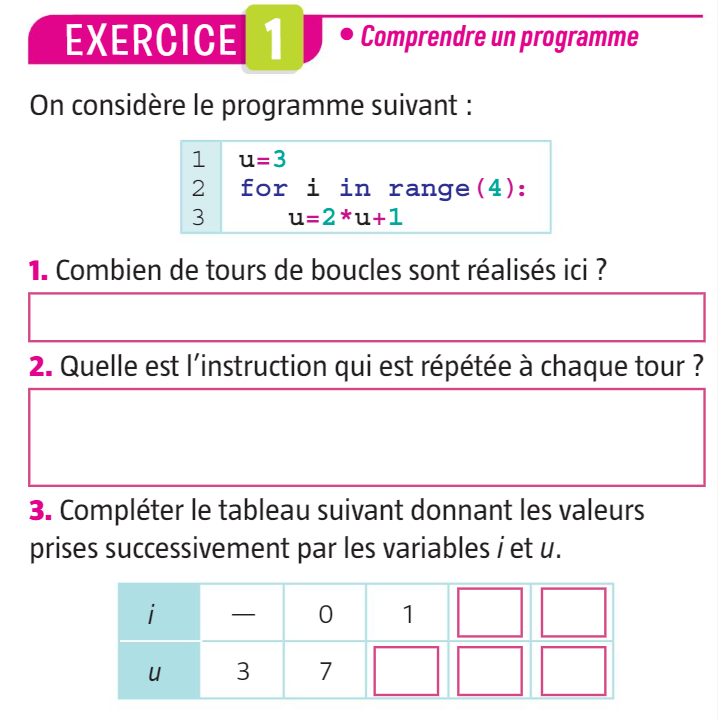 EXERCICE 1 • Comprendre un programme
On considère le programme suivant :
1 u=3
2 for i in range(4):
3 u=2*u+1
1. Combien de tours de boucles sont réalisés ici ?
2. Quelle est l'instruction qui est répétée à chaque tour ?
3. Compléter le tableau suivant donnant les valeurs
prises successivement par les variables i et u.
i — 0 1
u 3 7